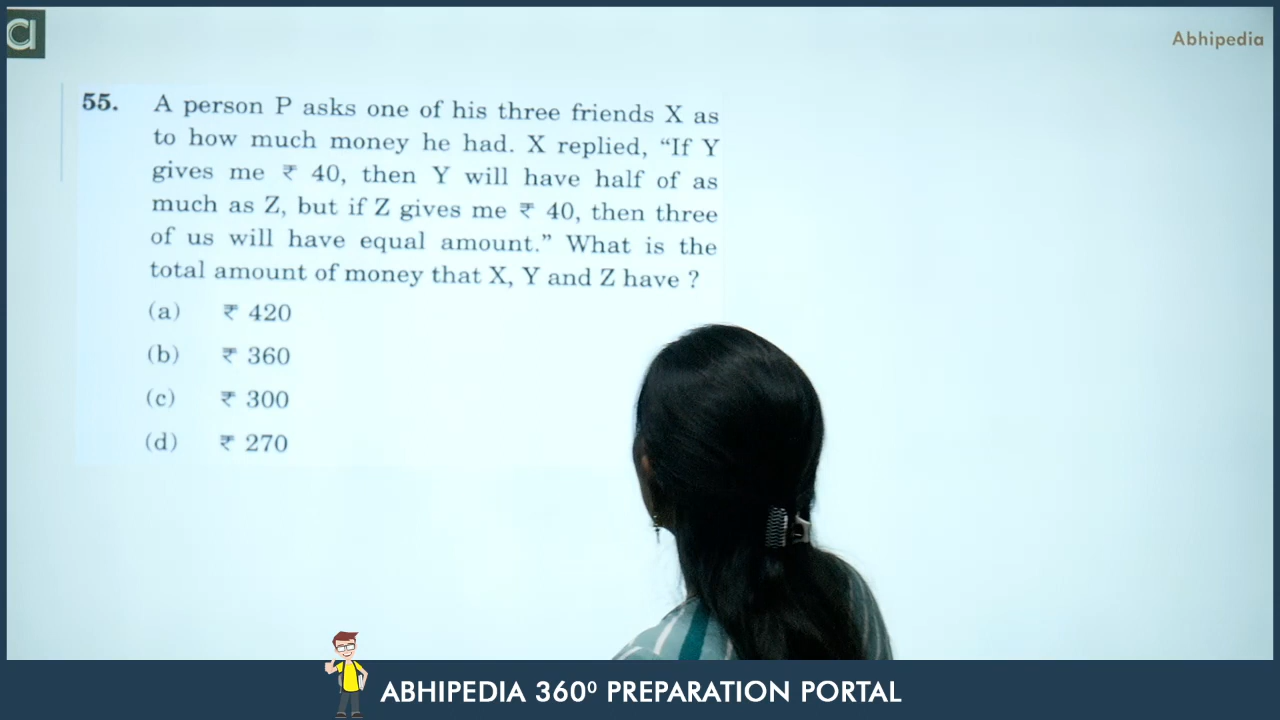 a
Abhipedia
55. A person P asks one of his three friends X as
to how much money he had. X replied, “If Y
gives me ₹ 40, then Y will have half of as
much as Z, but if Z gives me ₹ 40, then three
of us will have equal amount.” What is the
total amount of money that X, Y and Z have ?
(a) ₹ 420
(b) ₹ 360
(c) ₹ 300
(d) ₹ 270
ABHIPEDIA 360⁰ PREPARATION PORTAL